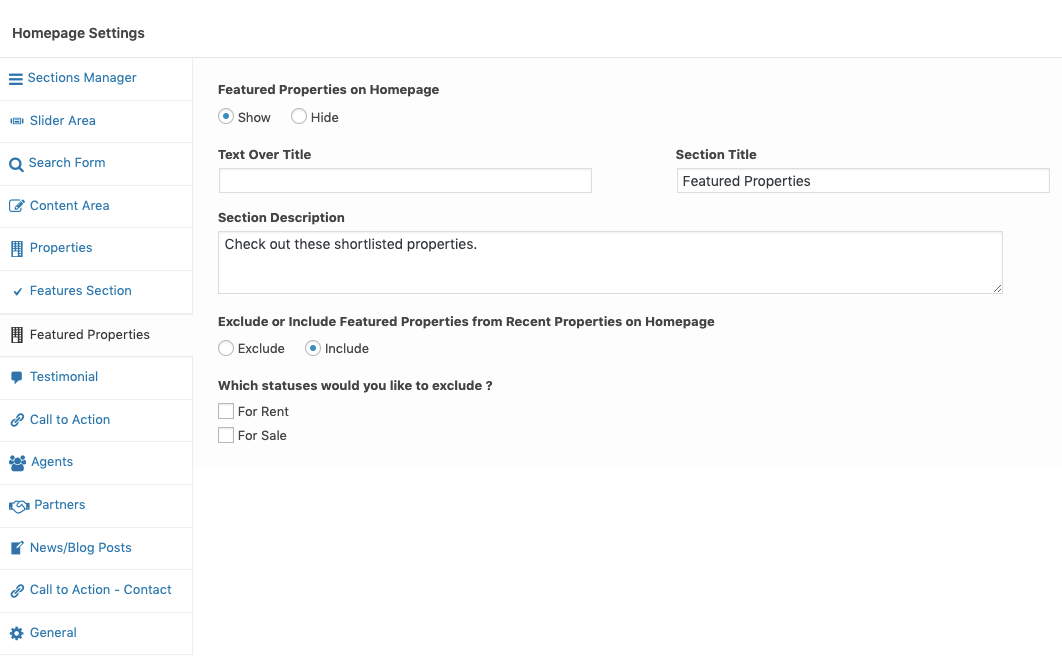 Homepage Settings
Sections Manager
Slider Area
Search Form
Content Area
Properties
Features Section
Featured Properties
Testimonial
Call to Action
Agents
Partners
News/Blog Posts
Call to Action - Contact
General
Featured Properties on Homepage
Show Hide
Text Over Title Section Title
Featured Properties
Section Description
Check out these shortlisted properties.
Exclude or Include Featured Properties from Recent Properties on Homepage
Exclude Include
Which statuses would you like to exclude ?
For Rent
For Sale